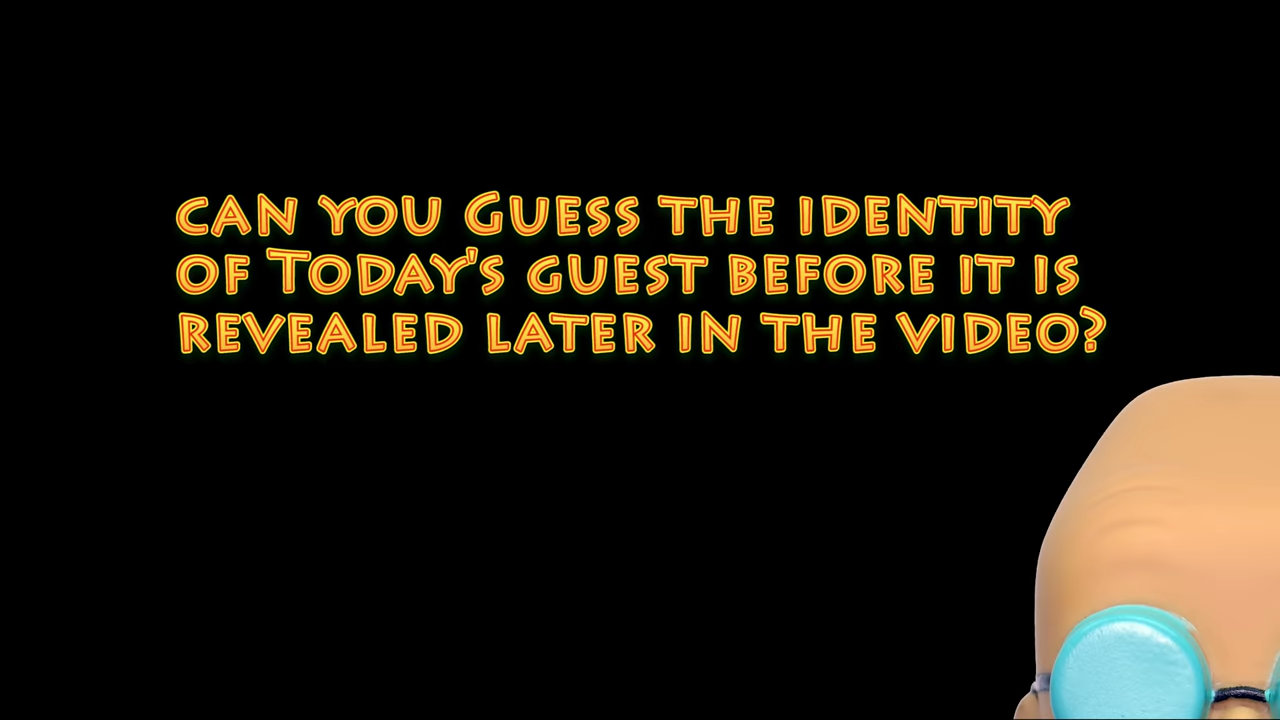 CAN YOU GUESS THE IDENTITY
OF TODAY'S GUEST BEFORE IT IS
REVEALED LATER IN THE VIDEO?